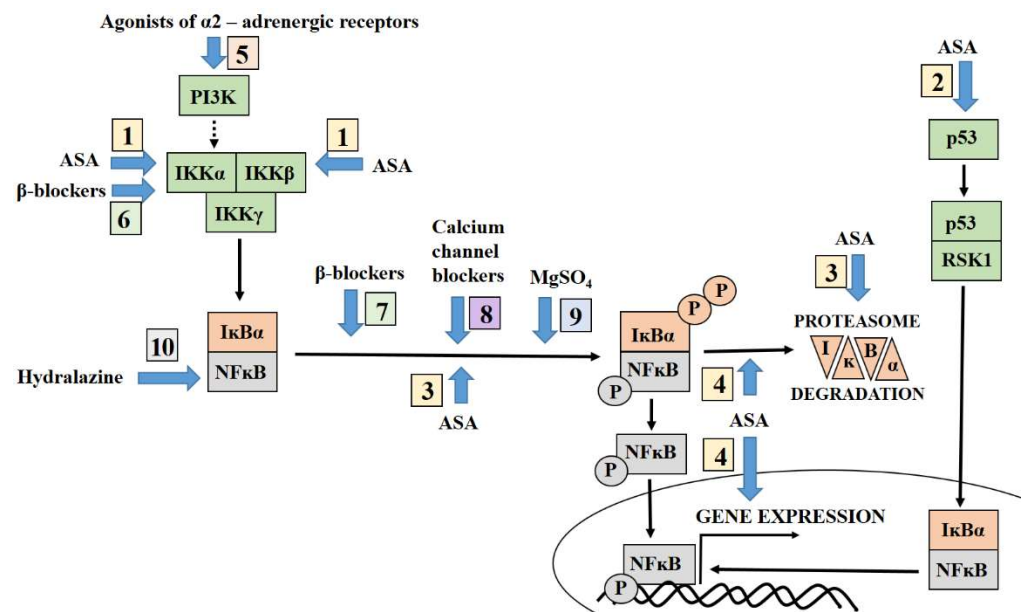 Agonists of α2 – adrenergic receptors
5
PI3K
1
1
ASA
ASA
β-blockers
6
IKKα
IKKβ
IKKγ
ASA
2
p53
p53
RSK1
β-blockers
7
Calcium
channel
blockers
8
MgSO4
9
3
ASA
10
Hydralazine
IκBα
NFκB
P
P
IκBα
NFκB
P
ASA
3
PROTEASOME
I
κ
B
α
DEGRADATION
4
ASA
4
NFκB
P
GENE EXPRESSION
NFκB
P
IκBα
NFκB